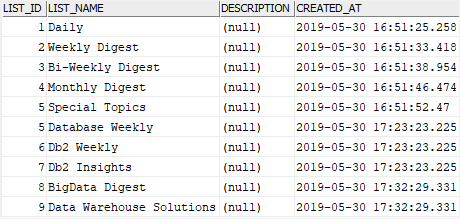 LIST_ID LIST_NAME DESCRIPTION CREATED_AT
1 Daily (null) 2019-05-30 16:51:25.258
2 Weekly Digest (null) 2019-05-30 16:51:33.418
3 Bi-Weekly Digest (null) 2019-05-30 16:51:38.954
4 Monthly Digest (null) 2019-05-30 16:51:46.474
5 Special Topics (null) 2019-05-30 16:51:52.47
5 Database Weekly (null) 2019-05-30 17:23:23.225
6 Db2 Weekly (null) 2019-05-30 17:23:23.225
7 Db2 Insights (null) 2019-05-30 17:23:23.225
8 BigData Digest (null) 2019-05-30 17:32:29.331
9 Data Warehouse Solutions (null) 2019-05-30 17:32:29.331